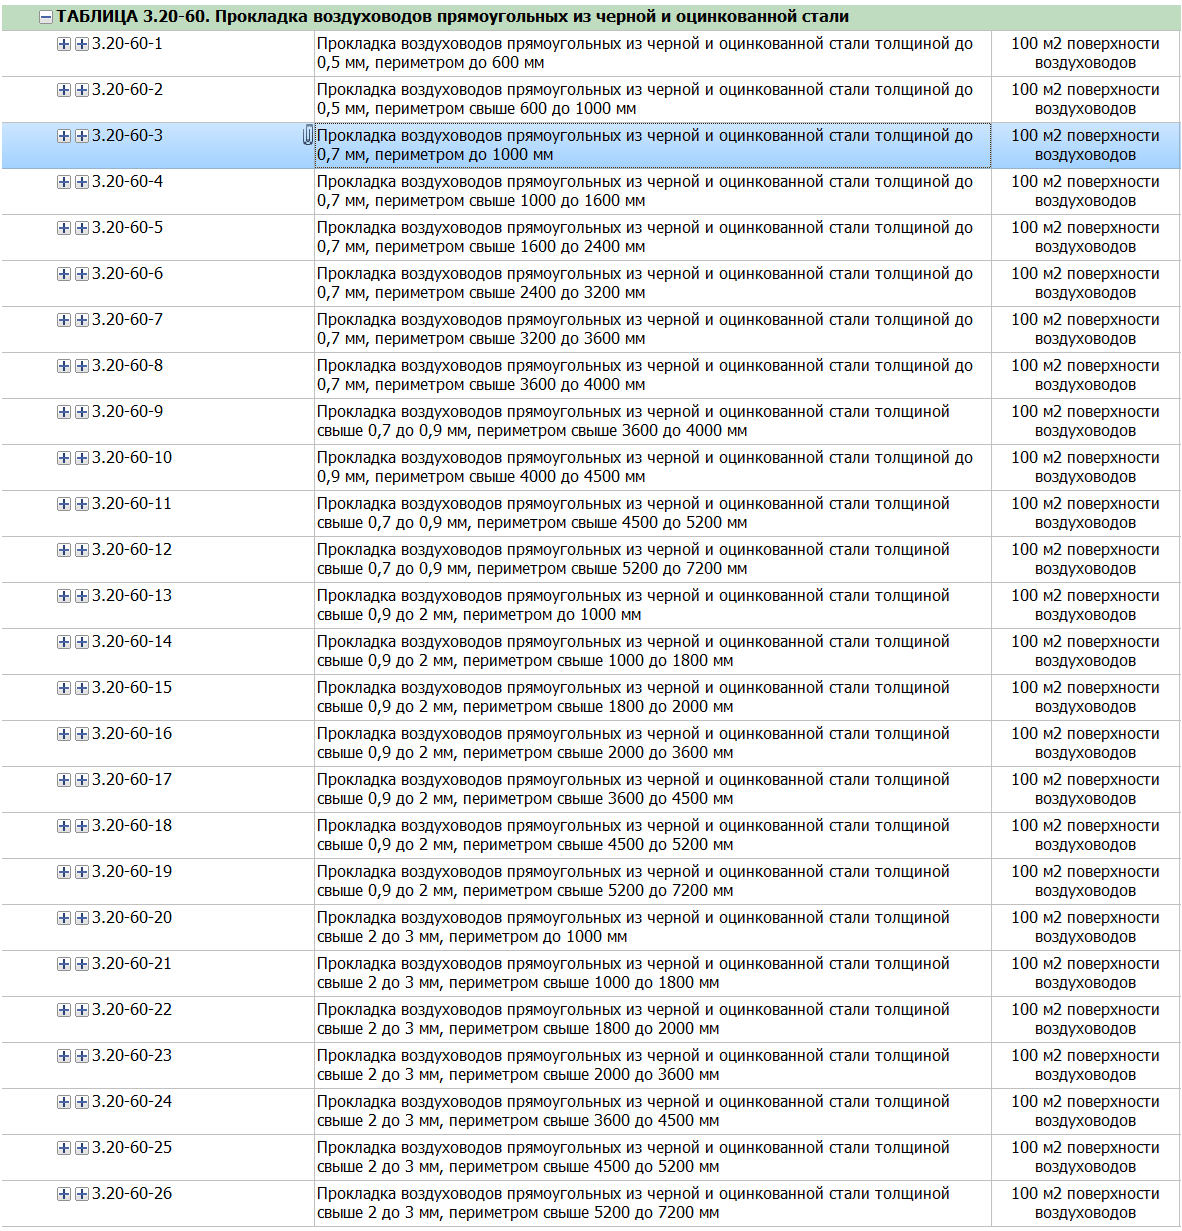 ТАБЛИЦА 3.20-60. Прокладка воздуховодов прямоугольных из черной и оцинкованной стали
3.20-60-1
Прокладка воздуховодов прямоугольных из черной и оцинкованной стали толщиной до
0,5 мм, периметром до 600 мм
100 м2 поверхности
воздуховодов
3.20-60-2
Прокладка воздуховодов прямоугольных из черной и оцинкованной стали толщиной до
0,5 мм, периметром свыше 600 до 1000 мм
100 м2 поверхности
воздуховодов
3.20-60-3
Прокладка воздуховодов прямоугольных из черной и оцинкованной стали толщиной до
0,7 мм, периметром до 1000 мм
100 м2 поверхности
воздуховодов
3.20-60-4
Прокладка воздуховодов прямоугольных из черной и оцинкованной стали толщиной до
0,7 мм, периметром свыше 1000 до 1600 мм
100 м2 поверхности
воздуховодов
3.20-60-5
Прокладка воздуховодов прямоугольных из черной и оцинкованной стали толщиной до
0,7 мм, периметром свыше 1600 до 2400 мм
100 м2 поверхности
воздуховодов
3.20-60-6
Прокладка воздуховодов прямоугольных из черной и оцинкованной стали толщиной до
0,7 мм, периметром свыше 2400 до 3200 мм
100 м2 поверхности
воздуховодов
3.20-60-7
Прокладка воздуховодов прямоугольных из черной и оцинкованной стали толщиной до
0,7 мм, периметром свыше 3200 до 3600 мм
100 м2 поверхности
воздуховодов
3.20-60-8
Прокладка воздуховодов прямоугольных из черной и оцинкованной стали толщиной до
0,7 мм, периметром свыше 3600 до 4000 мм
100 м2 поверхности
воздуховодов
3.20-60-9
Прокладка воздуховодов прямоугольных из черной и оцинкованной стали толщиной
свыше 0,7 до 0,9 мм, периметром свыше 3600 до 4000 мм
100 м2 поверхности
воздуховодов
3.20-60-10
Прокладка воздуховодов прямоугольных из черной и оцинкованной стали толщиной до
0,9 мм, периметром свыше 4000 до 4500 мм
100 м2 поверхности
воздуховодов
3.20-60-11
Прокладка воздуховодов прямоугольных из черной и оцинкованной стали толщиной
свыше 0,7 до 0,9 мм, периметром свыше 4500 до 5200 мм
100 м2 поверхности
воздуховодов
3.20-60-12
Прокладка воздуховодов прямоугольных из черной и оцинкованной стали толщиной
свыше 0,7 до 0,9 мм, периметром свыше 5200 до 7200 мм
100 м2 поверхности
воздуховодов
3.20-60-13
Прокладка воздуховодов прямоугольных из черной и оцинкованной стали толщиной
свыше 0,9 до 2 мм, периметром до 1000 мм
100 м2 поверхности
воздуховодов
3.20-60-14
Прокладка воздуховодов прямоугольных из черной и оцинкованной стали толщиной
свыше 0,9 до 2 мм, периметром свыше 1000 до 1800 мм
100 м2 поверхности
воздуховодов
3.20-60-15
Прокладка воздуховодов прямоугольных из черной и оцинкованной стали толщиной
свыше 0,9 до 2 мм, периметром свыше 1800 до 2000 мм
100 м2 поверхности
воздуховодов
3.20-60-16
Прокладка воздуховодов прямоугольных из черной и оцинкованной стали толщиной
свыше 0,9 до 2 мм, периметром свыше 2000 до 3600 мм
100 м2 поверхности
воздуховодов
3.20-60-17
Прокладка воздуховодов прямоугольных из черной и оцинкованной стали толщиной
свыше 0,9 до 2 мм, периметром свыше 3600 до 4500 мм
100 м2 поверхности
воздуховодов
3.20-60-18
Прокладка воздуховодов прямоугольных из черной и оцинкованной стали толщиной
свыше 0,9 до 2 мм, периметром свыше 4500 до 5200 мм
100 м2 поверхности
воздуховодов
3.20-60-19
Прокладка воздуховодов прямоугольных из черной и оцинкованной стали толщиной
свыше 0,9 до 2 мм, периметром свыше 5200 до 7200 мм
100 м2 поверхности
воздуховодов
3.20-60-20
Прокладка воздуховодов прямоугольных из черной и оцинкованной стали толщиной
свыше 2 до 3 мм, периметром до 1000 мм
100 м2 поверхности
воздуховодов
3.20-60-21
Прокладка воздуховодов прямоугольных из черной и оцинкованной стали толщиной
свыше 2 до 3 мм, периметром свыше 1000 до 1800 мм
100 м2 поверхности
воздуховодов
3.20-60-22
Прокладка воздуховодов прямоугольных из черной и оцинкованной стали толщиной
свыше 2 до 3 мм, периметром свыше 1800 до 2000 мм
100 м2 поверхности
воздуховодов
3.20-60-23
Прокладка воздуховодов прямоугольных из черной и оцинкованной стали толщиной
свыше 2 до 3 мм, периметром свыше 2000 до 3600 мм
100 м2 поверхности
воздуховодов
3.20-60-24
Прокладка воздуховодов прямоугольных из черной и оцинкованной стали толщиной
свыше 2 до 3 мм, периметром свыше 3600 до 4500 мм
100 м2 поверхности
воздуховодов
3.20-60-25
Прокладка воздуховодов прямоугольных из черной и оцинкованной стали толщиной
свыше 2 до 3 мм, периметром свыше 4500 до 5200 мм
100 м2 поверхности
воздуховодов
3.20-60-26
Прокладка воздуховодов прямоугольных из черной и оцинкованной стали толщиной
свыше 2 до 3 мм, периметром свыше 5200 до 7200 мм
100 м2 поверхности
воздуховодов